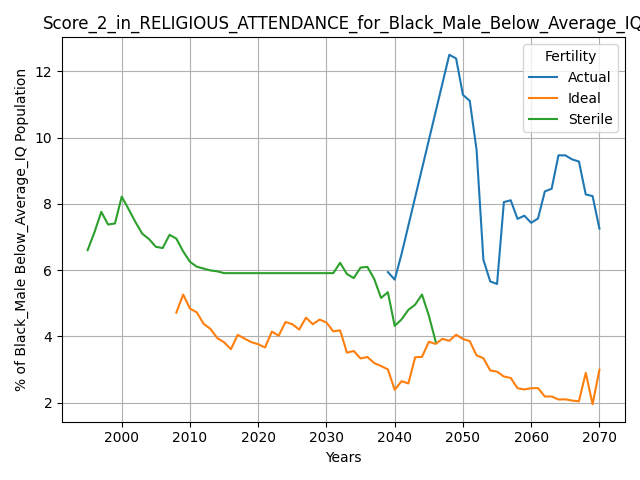 Score_2_in_RELIGIOUS_ATTENDANCE_for_Black_Male_Below_Average_IQ
% of Black_Male Below_Average_IQ Population
12
10
8
6
4
2
Fertility
Actual
Ideal
Sterile
2000 2010 2020 2030 2040 2050 2060 2070
Years